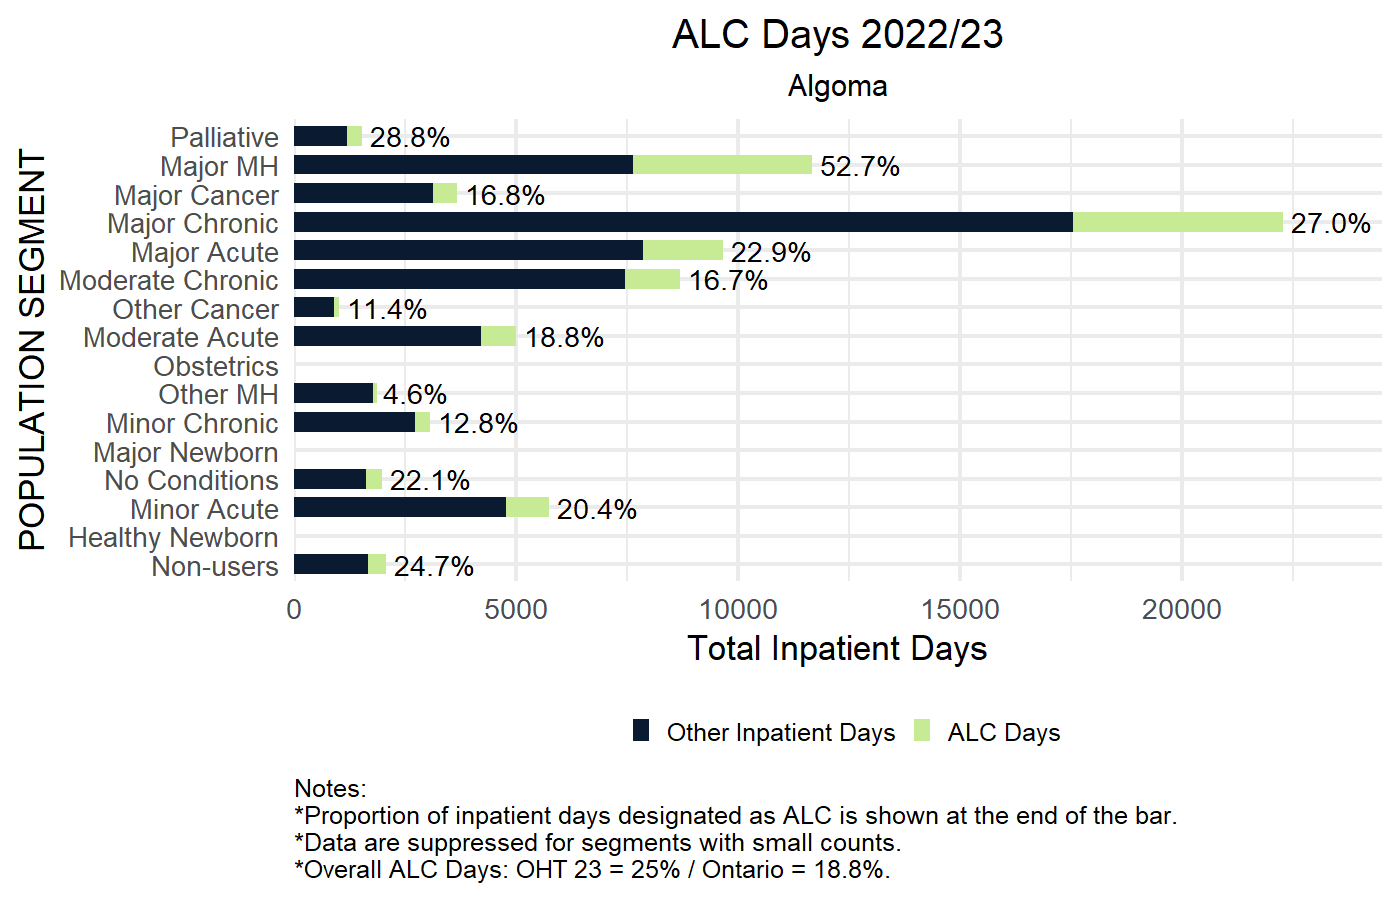 ALC Days 2022/23
Algoma
POPULATION SEGMENT
Palliative 28.8%
Major MH 52.7%
Major Cancer 16.8%
Major Chronic 27.0%
Major Acute 22.9%
Moderate Chronic 16.7%
Other Cancer 11.4%
Moderate Acute 18.8%
Obstetrics
Other MH 4.6%
Minor Chronic 12.8%
Major Newborn
No Conditions 22.1%
Minor Acute 20.4%
Healthy Newborn
Non-users 24.7%
0 5000 10000 15000 20000
Total Inpatient Days
Other Inpatient Days ALC Days
Notes:
*Proportion of inpatient days designated as ALC is shown at the end of the bar.
*Data are suppressed for segments with small counts.
*Overall ALC Days: OHT 23 = 25% / Ontario = 18.8%.